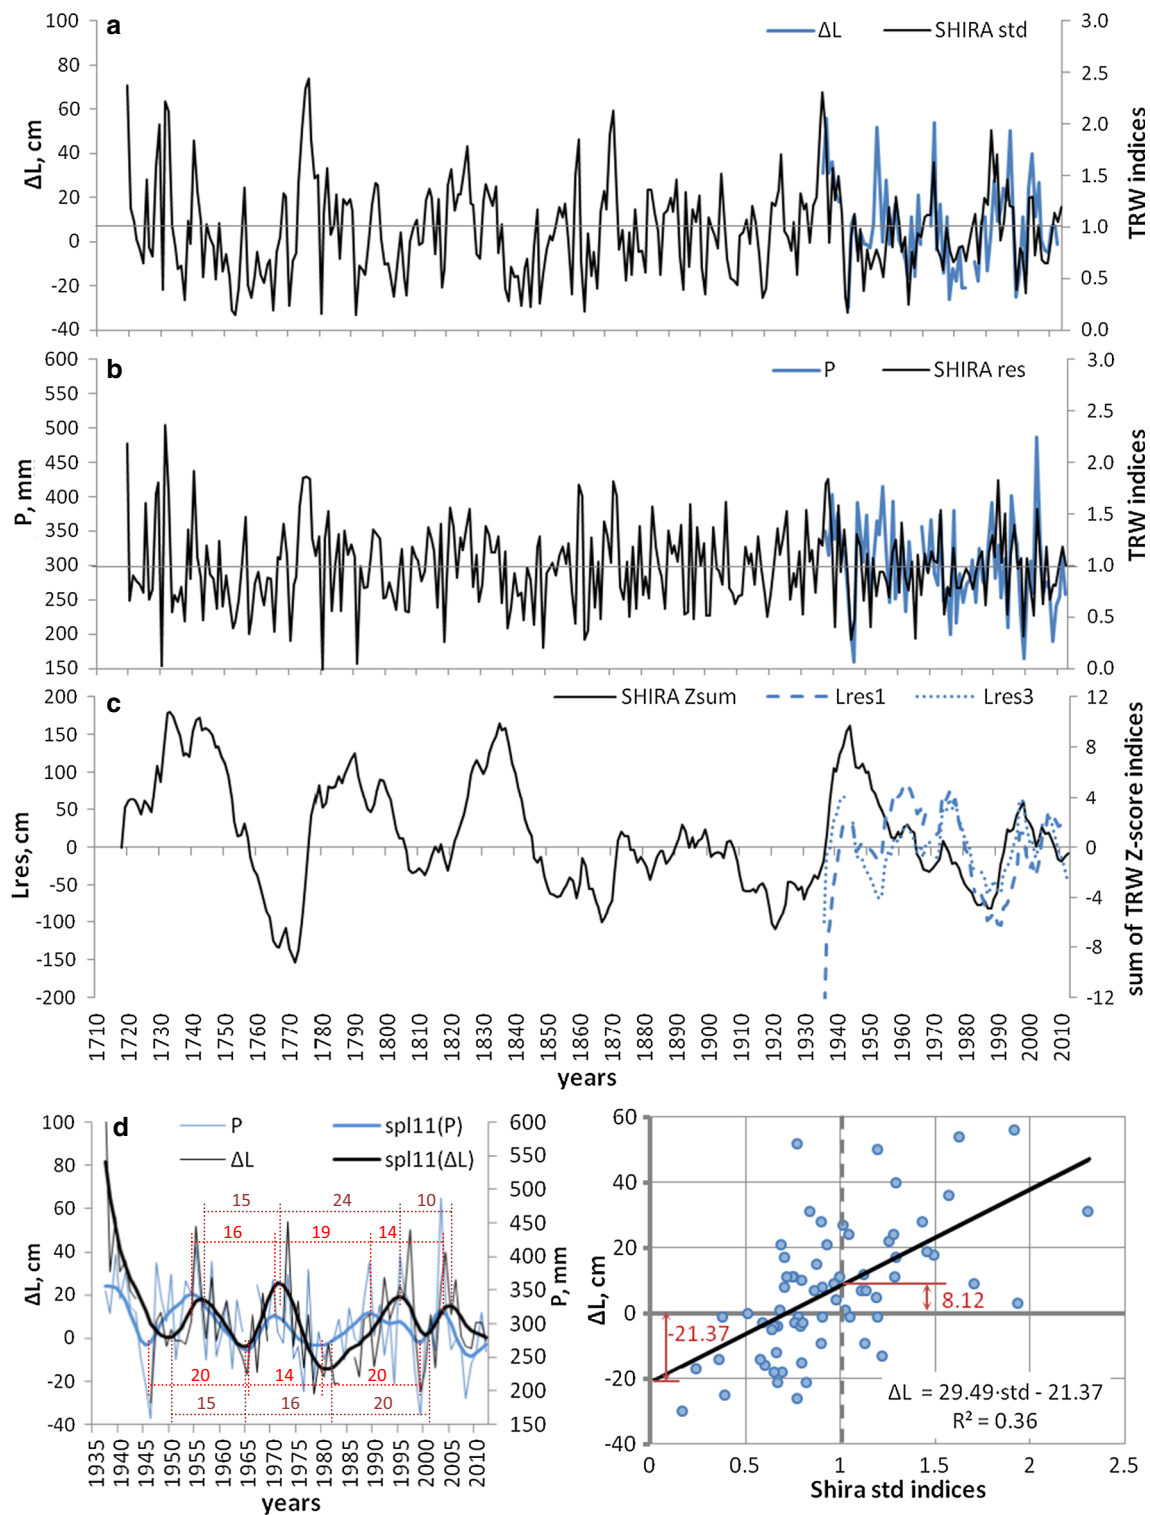 a
ΔL
SHIRA std
100
80
60
40
20
0
-20
-40
ΔL, cm
3.0
2.5
2.0
1.5
1.0
0.5
0.0
TRW indices
b
P
SHIRA res
600
550
500
450
400
350
300
250
200
150
P, mm
3.0
2.5
2.0
1.5
1.0
0.5
0.0
TRW indices
c
SHIRA Zsum
Lres1
Lres3
200
150
100
50
0
-50
-100
-150
-200
Lres, cm
12
8
4
0
-4
-8
-12
sum of TRW Z-score indices
1710 1720 1730 1740 1750 1760 1770 1780 1790 1800 1810 1820 1830 1840 1850 1860 1870 1880 1890 1900 1910 1920 1930 1940 1950 1960 1970 1980 1990 2000 2010
years
d
P
spl11(P)
ΔL
spl11(ΔL)
100
80
60
40
20
0
-20
-40
ΔL, cm
600
550
500
450
400
350
300
250
200
150
P, mm
15 24 10
16 19 14
20 14 20
15 16 20
1935 1940 1945 1950 1955 1960 1965 1970 1975 1980 1985 1990 1995 2000 2005 2010
years
60
40
20
0
-20
-40
ΔL, cm
8.12
-21.37
ΔL = 29.49·std - 21.37
R² = 0.36
0 0.5 1 1.5 2 2.5
Shira std indices